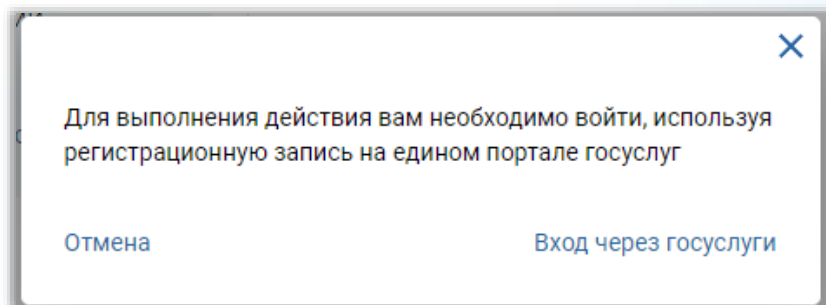 Для выполнения действия вам необходимо войти, используя
регистрационную запись на едином портале госуслуг
Отмена
Вход через госуслуги